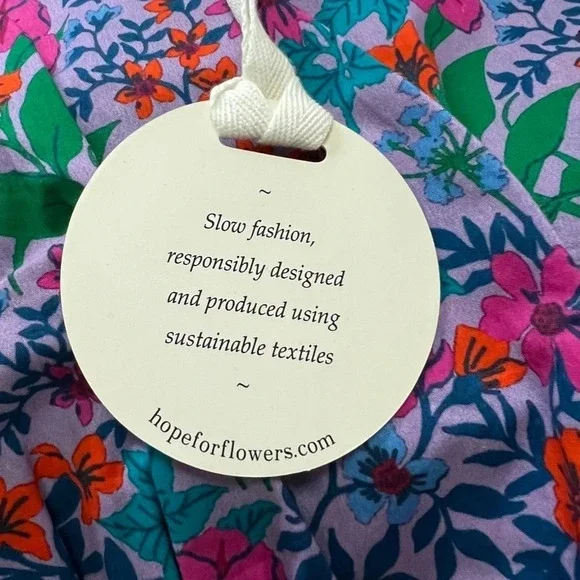 ~
Slow fashion,
responsibly designed
and produced using
sustainable textiles
~
hopeforflowers.com